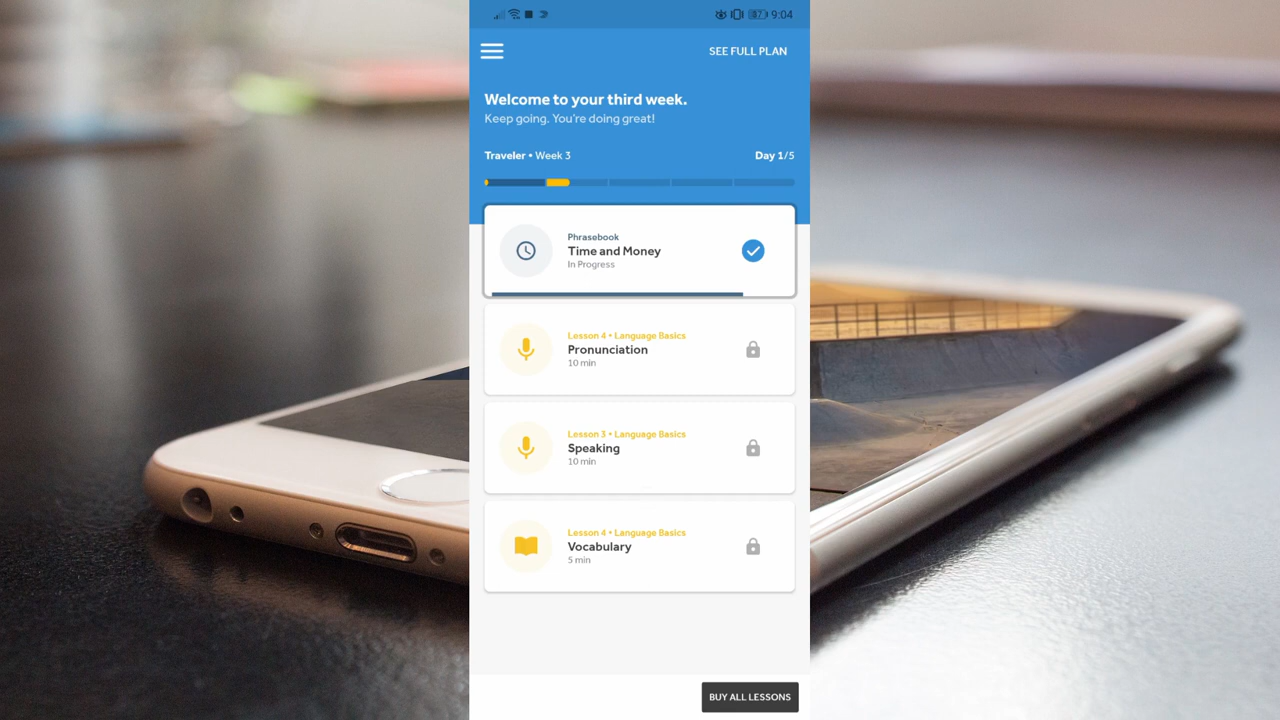 87 9:04
SEE FULL PLAN
Welcome to your third week.
Keep going. You're doing great!
Traveler • Week 3 Day 1/5
Phrasebook
Time and Money
In Progress
Lesson 4 • Language Basics
Pronunciation
10 min
Lesson 3 • Language Basics
Speaking
10 min
Lesson 4 • Language Basics
Vocabulary
5 min
BUY ALL LESSONS